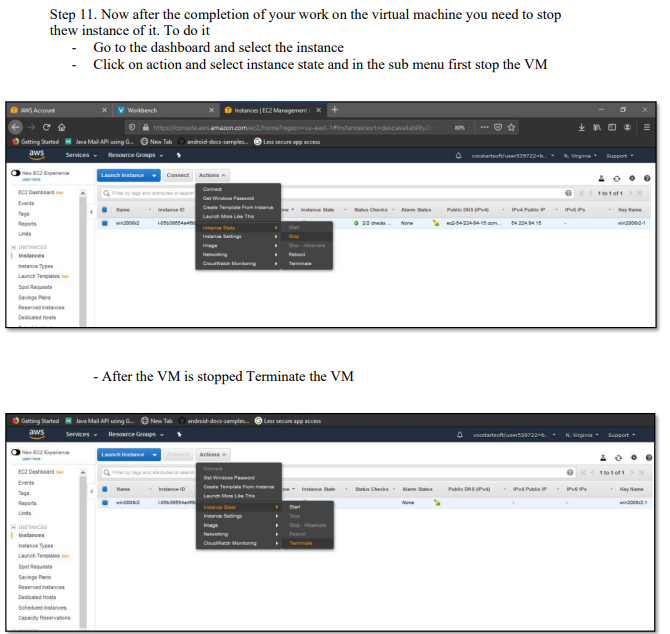 Step 11. Now after the completion of your work on the virtual machine you need to stop
thew instance of it. To do it
- Go to the dashboard and select the instance
- Click on action and select instance state and in the sub menu first stop the VM
AWS Account
Workbench
Instances | EC2 Management
https://console.aws.amazon.com/ec2/home?region=us-east-1#Instances:sort=desc:availabilityZ
80%
Getting Started Java Mail API using G... New Tab android-docs-samples... Less secure app access
aws Services Resource Groups vocstartsoft/user539722=b... N. Virginia Support
New EC2 Experience
Learn more
Launch Instance Connect Actions
EC2 Dashboard New
Events
Tags
Reports
Limits
INSTANCES
Instances
Instance Types
Launch Templates New
Spot Requests
Savings Plans
Reserved Instances
Dedicated Hosts
Filter by tags and attributes or search
1 to 1 of 1
Name Instance ID Instance State Status Checks Alarm Status Public DNS (IPv4) IPv4 Public IP IPv6 IPs Key Name
2/2 checks ... None 54.224.94.15
Connect
Get Windows Password
Create Template From Instance
Launch More Like This
Instance State
Instance Settings
Image
Networking
CloudWatch Monitoring
Start
Stop
Stop - Hibernate
Reboot
Terminate
- After the VM is stopped Terminate the VM
Getting Started Java Mail API using G... New Tab android-docs-samples... Less secure app access
aws Services Resource Groups vocstartsoft/user539722=b... N. Virginia Support
New EC2 Experience
Learn more
Launch Instance Connect Actions
EC2 Dashboard New
Events
Tags
Reports
Limits
INSTANCES
Instances
Instance Types
Launch Templates New
Spot Requests
Savings Plans
Reserved Instances
Dedicated Hosts
Scheduled Instances
Capacity Reservations
Filter by tags and attributes or search
1 to 1 of 1
Name Instance ID Instance State Status Checks Alarm Status Public DNS (IPv4) IPv4 Public IP IPv6 IPs Key Name
None
Connect
Get Windows Password
Create Template From Instance
Launch More Like This
Instance State
Instance Settings
Image
Networking
CloudWatch Monitoring
Start
Stop
Stop - Hibernate
Reboot
Terminate